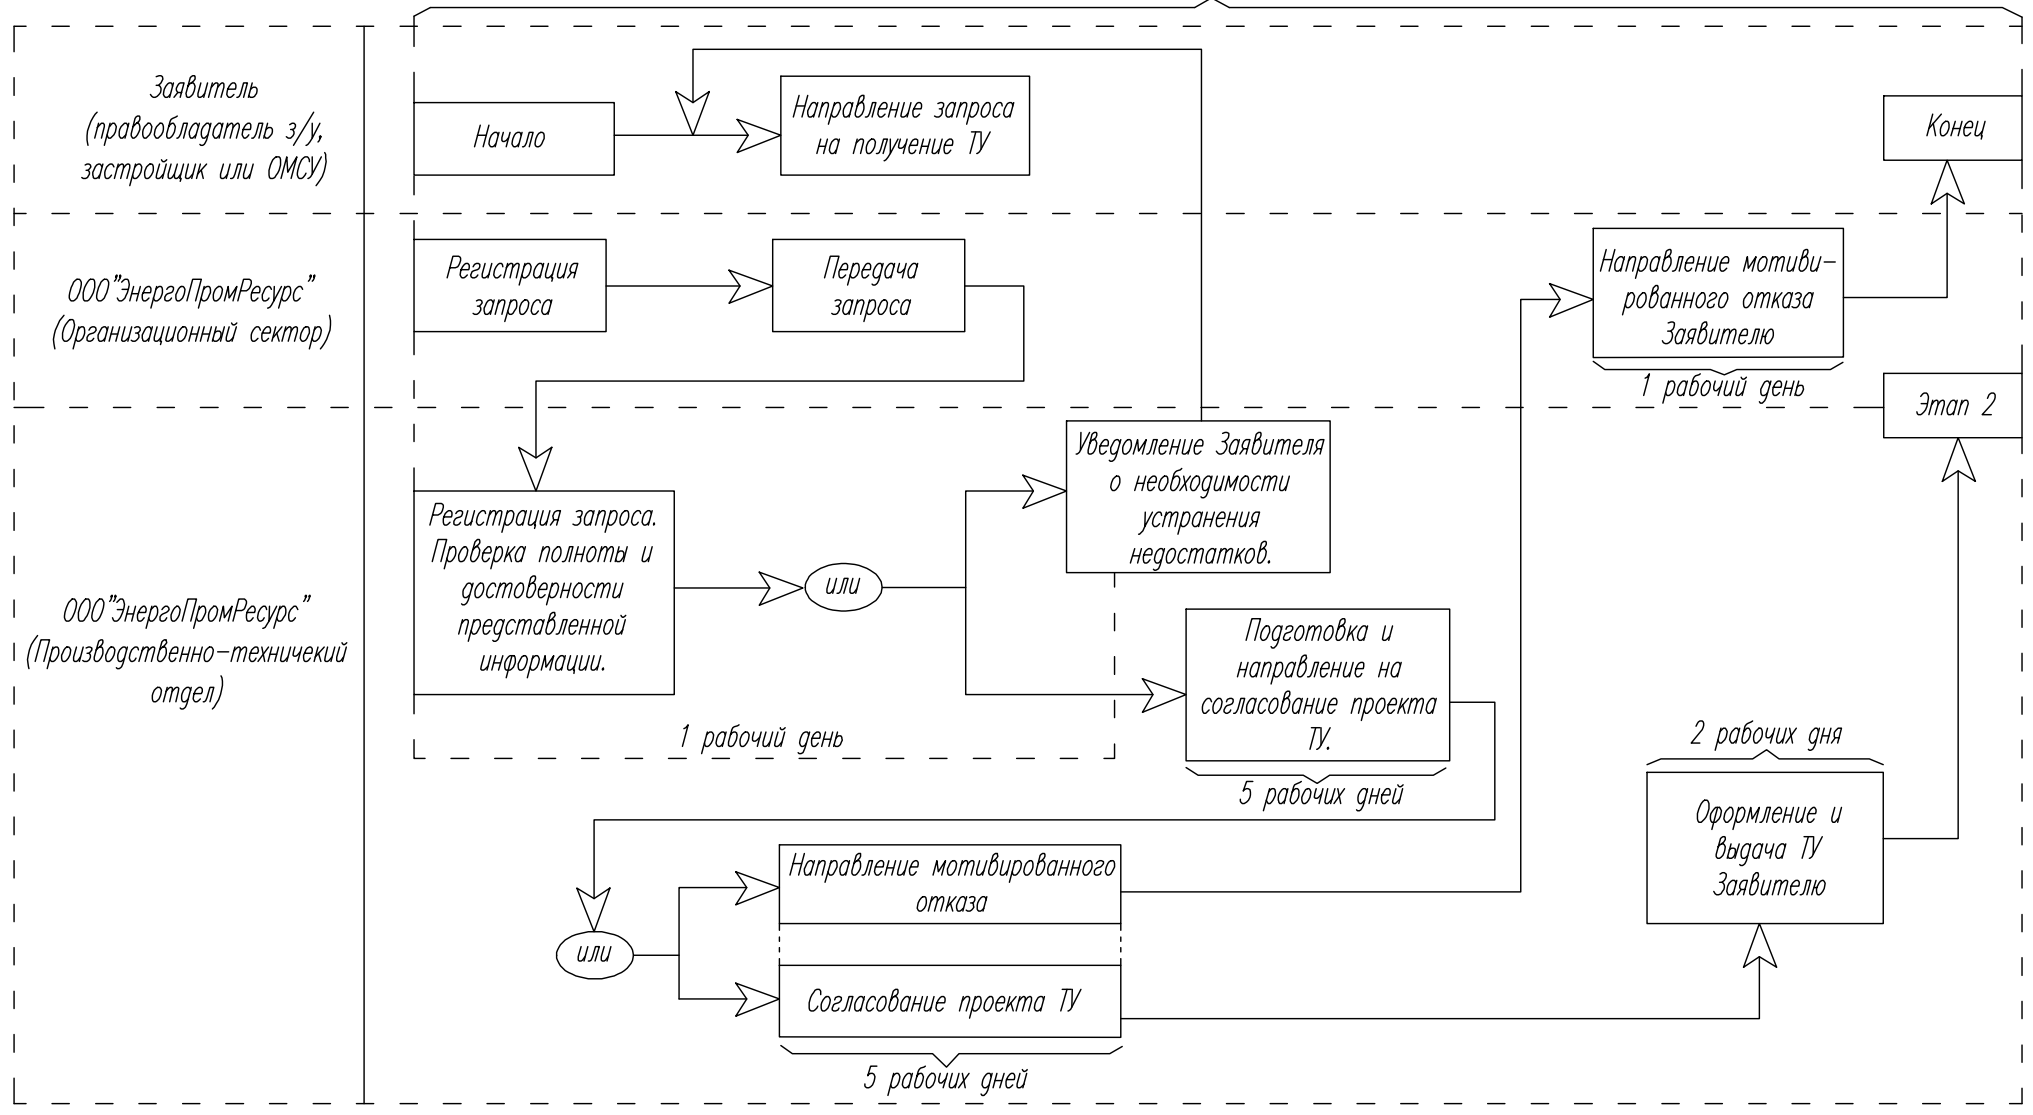 Заявитель
(правообладатель з/у,
застройщик или ОМСУ)
Начало
Направление запроса
на получение ТУ
Конец
ООО"ЭнергоПромРесурс"
(Организационный сектор)
Регистрация
запроса
Передача
запроса
Направление мотиви-
рованного отказа
Заявителю
1 рабочий день
Этап 2
ООО"ЭнергоПромРесурс"
(Производственно-техничекий
отдел)
Регистрация запроса.
Проверка полноты и
достоверности
представленной
информации.
или
Уведомление Заявителя
о необходимости
устранения
недостатков.
Подготовка и
направление на
согласование проекта
ТУ.
1 рабочий день
5 рабочих дней
2 рабочих дня
Оформление и
выдача ТУ
Заявителю
или
Направление мотивированного
отказа
Согласование проекта ТУ
5 рабочих дней